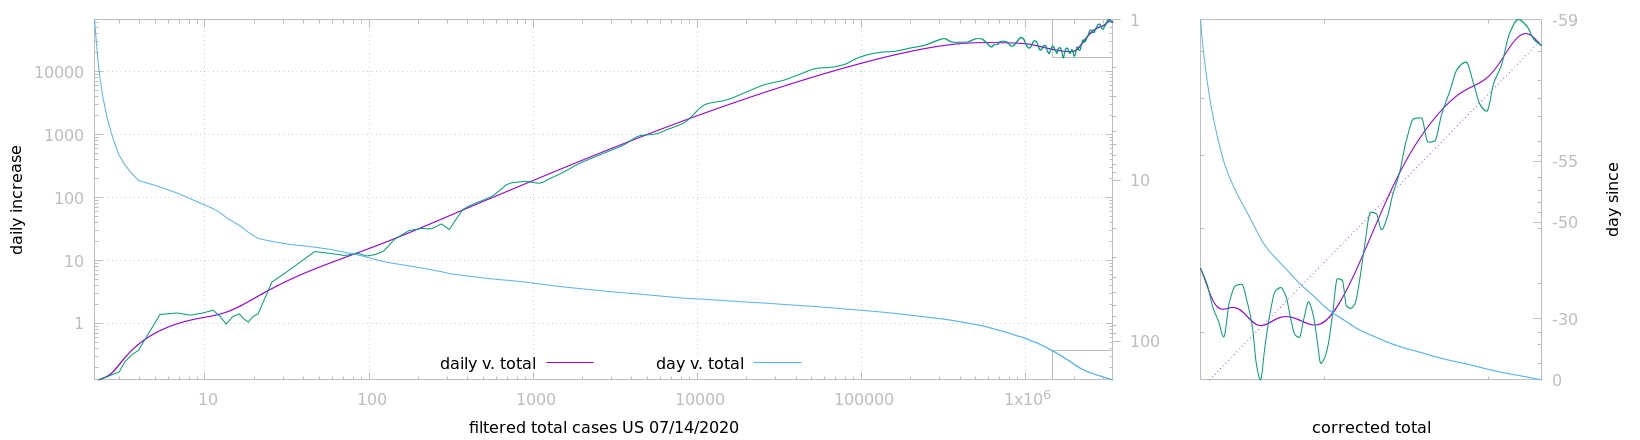 daily increase
10000
1000
100
10
1
10
100
1000
10000
100000
1x10⁶
filtered total cases US 07/14/2020
daily v. total
day v. total
1
10
100
-59
-55
-50
-30
0
day since
corrected total